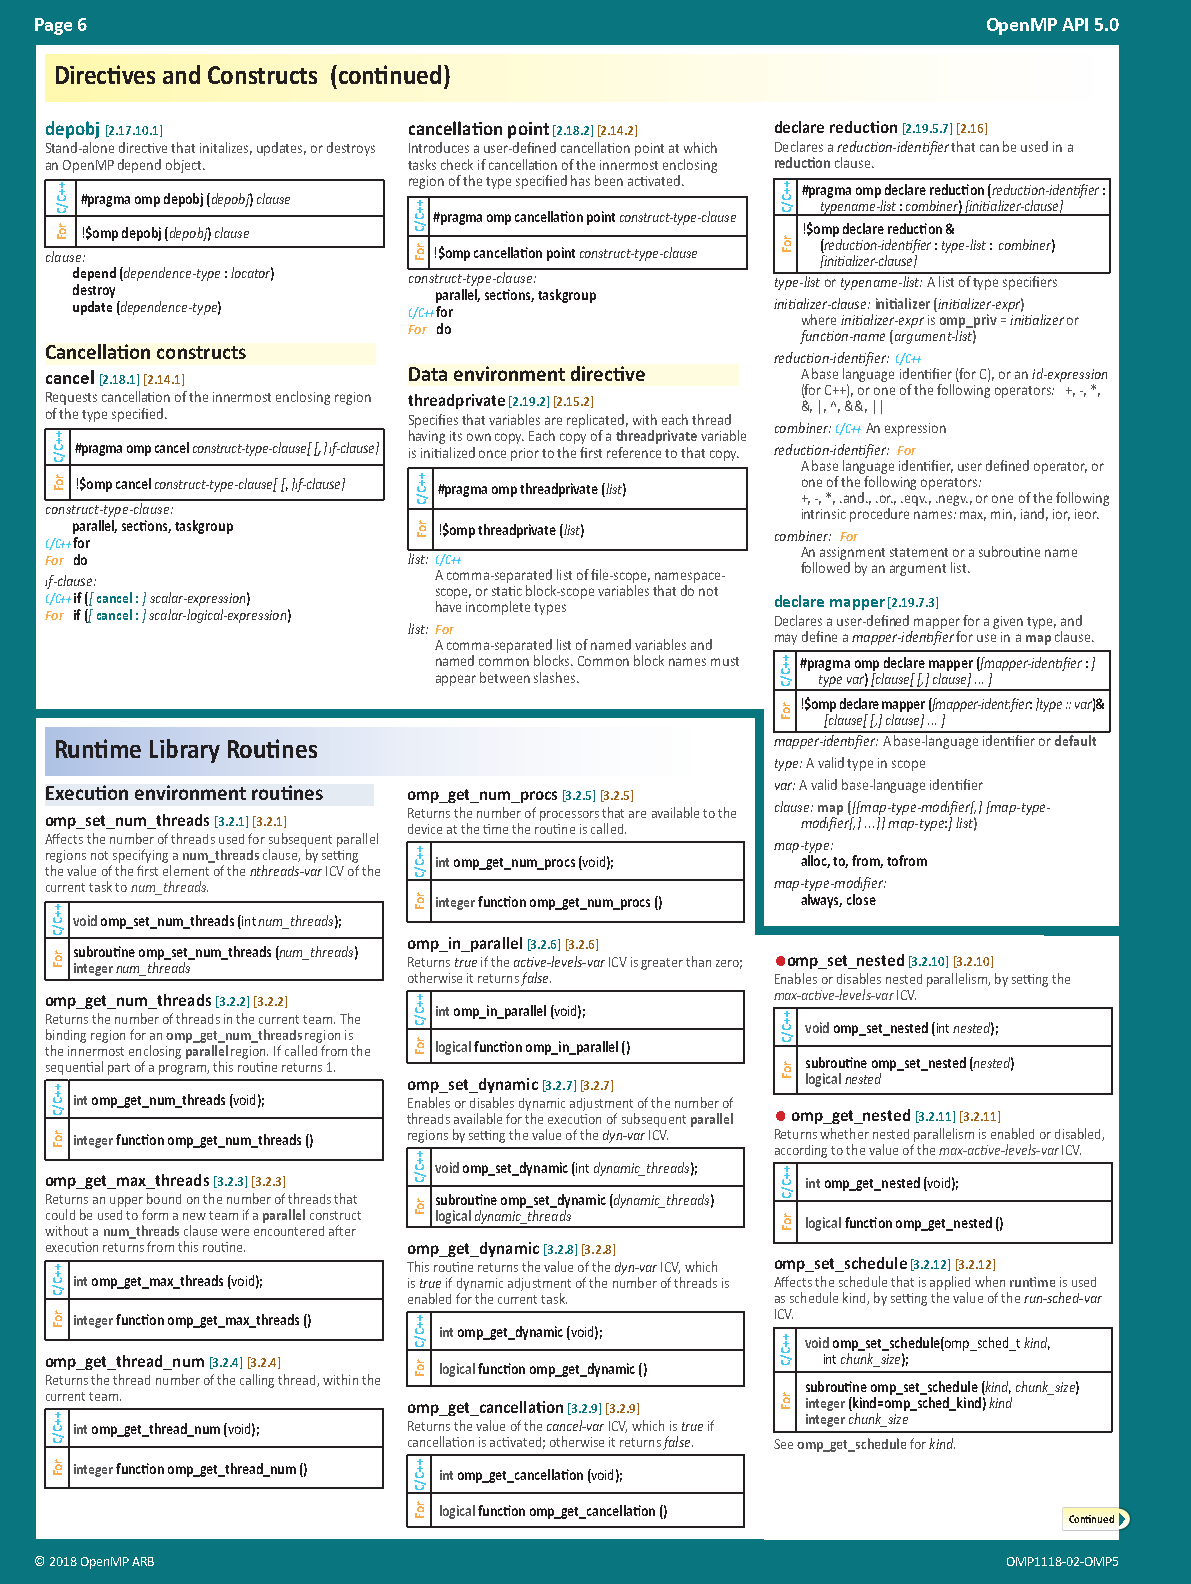 Page 6
OpenMP API 5.0
Directives and Constructs (continued)
depobj [2.17.10.1]
Stand-alone directive that initalizes, updates, or destroys
an OpenMP depend object.
C/C++
#pragma omp depobj (depobj) clause
For
!$omp depobj (depobj) clause
clause:
depend (dependence-type : locator)
destroy
update (dependence-type)
Cancellation constructs
cancel [2.18.1] [2.14.1]
Requests cancellation of the innermost enclosing region
of the type specified.
C/C++
#pragma omp cancel construct-type-clause[ [, ] if-clause]
For
!$omp cancel construct-type-clause[ [, ]if-clause]
construct-type-clause:
parallel, sections, taskgroup
C/C++ for
For do
if-clause:
C/C++ if ([ cancel : ] scalar-expression)
For if ([ cancel : ] scalar-logical-expression)
cancellation point [2.18.2] [2.14.2]
Introduces a user-defined cancellation point at which
tasks check if cancellation of the innermost enclosing
region of the type specified has been activated.
C/C++
#pragma omp cancellation point construct-type-clause
For
!$omp cancellation point construct-type-clause
construct-type-clause:
parallel, sections, taskgroup
C/C++ for
For do
Data environment directive
threadprivate [2.19.2] [2.15.2]
Specifies that variables are replicated, with each thread
having its own copy. Each copy of a threadprivate variable
is initialized once prior to the first reference to that copy.
C/C++
#pragma omp threadprivate (list)
For
!$omp threadprivate (list)
list: C/C++
A comma-separated list of file-scope, namespace-
scope, or static block-scope variables that do not
have incomplete types
list: For
A comma-separated list of named variables and
named common blocks. Common block names must
appear between slashes.
declare reduction [2.19.5.7] [2.16]
Declares a reduction-identifier that can be used in a
reduction clause.
C/C++
#pragma omp declare reduction (reduction-identifier :
typename-list : combiner) [initializer-clause]
For
!$omp declare reduction &
(reduction-identifier : type-list : combiner)
[initializer-clause]
type-list or typename-list: A list of type specifiers
initializer-clause: initializer (initializer-expr)
where initializer-expr is omp_priv = initializer or
function-name (argument-list)
reduction-identifier: C/C++
A base language identifier (for C), or an id-expression
(for C++), or one of the following operators: +, -, *,
&, |, ^, &&, ||
combiner: C/C++ An expression
reduction-identifier: For
A base language identifier, user defined operator, or
one of the following operators:
+, -, *, .and., .or., .eqv., .neqv., or one of the following
intrinsic procedure names: max, min, iand, ior, ieor.
combiner: For
An assignment statement or a subroutine name
followed by an argument list.
declare mapper [2.19.7.3]
Declares a user-defined mapper for a given type, and
may define a mapper-identifier for use in a map clause.
C/C++
#pragma omp declare mapper ([mapper-identifier : ]
type var) [clause[ [,] clause] ... ]
For
!$omp declare mapper ([mapper-identifier: ]type :: var)&
[clause[ [,] clause] ... ]
mapper-identifier: A base-language identifier or default
type: A valid type in scope
var: A valid base-language identifier
clause: map ([[map-type-modifier[,] [map-type-
modifier[,] ...]] map-type:] list)
map-type:
alloc, to, from, tofrom
map-type-modifier:
always, close
Runtime Library Routines
Execution environment routines
omp_set_num_threads [3.2.1] [3.2.1]
Affects the number of threads used for subsequent parallel
regions not specifying a num_threads clause, by setting
the value of the first element of the nthreads-var ICV of the
current task to num_threads.
C/C++
void omp_set_num_threads (int num_threads);
For
subroutine omp_set_num_threads (num_threads)
integer num_threads
omp_get_num_threads [3.2.2] [3.2.2]
Returns the number of threads in the current team. The
binding region for an omp_get_num_threads region is
the innermost enclosing parallel region. If called from the
sequential part of a program, this routine returns 1.
C/C++
int omp_get_num_threads (void);
For
integer function omp_get_num_threads ()
omp_get_max_threads [3.2.3] [3.2.3]
Returns an upper bound on the number of threads that
could be used to form a new team if a parallel construct
without a num_threads clause were encountered after
execution returns from this routine.
C/C++
int omp_get_max_threads (void);
For
integer function omp_get_max_threads ()
omp_get_thread_num [3.2.4] [3.2.4]
Returns the thread number of the calling thread, within the
current team.
C/C++
int omp_get_thread_num (void);
For
integer function omp_get_thread_num ()
omp_get_num_procs [3.2.5] [3.2.5]
Returns the number of processors that are available to the
device at the time the routine is called.
C/C++
int omp_get_num_procs (void);
For
integer function omp_get_num_procs ()
omp_in_parallel [3.2.6] [3.2.6]
Returns true if the active-levels-var ICV is greater than zero;
otherwise it returns false.
C/C++
int omp_in_parallel (void);
For
logical function omp_in_parallel ()
omp_set_dynamic [3.2.7] [3.2.7]
Enables or disables dynamic adjustment of the number of
threads available for the execution of subsequent parallel
regions by setting the value of the dyn-var ICV.
C/C++
void omp_set_dynamic (int dynamic_threads);
For
subroutine omp_set_dynamic (dynamic_threads)
logical dynamic_threads
omp_get_dynamic [3.2.8] [3.2.8]
This routine returns the value of the dyn-var ICV, which
is true if dynamic adjustment of the number of threads is
enabled for the current task.
C/C++
int omp_get_dynamic (void);
For
logical function omp_get_dynamic ()
omp_get_cancellation [3.2.9] [3.2.9]
Returns the value of the cancel-var ICV, which is true if
cancellation is activated; otherwise it returns false.
C/C++
int omp_get_cancellation (void);
For
logical function omp_get_cancellation ()
omp_set_nested [3.2.10] [3.2.10]
Enables or disables nested parallelism, by setting the
max-active-levels-var ICV.
C/C++
void omp_set_nested (int nested);
For
subroutine omp_set_nested (nested)
logical nested
omp_get_nested [3.2.11] [3.2.11]
Returns whether nested parallelism is enabled or disabled,
according to the value of the max-active-levels-var ICV.
C/C++
int omp_get_nested (void);
For
logical function omp_get_nested ()
omp_set_schedule [3.2.12] [3.2.12]
Affects the schedule that is applied when runtime is used
as schedule kind, by setting the value of the run-sched-var
ICV.
C/C++
void omp_set_schedule(omp_sched_t kind,
int chunk_size);
For
subroutine omp_set_schedule (kind, chunk_size)
integer (kind=omp_sched_kind) kind
integer chunk_size
See omp_get_schedule for kind.
Continued
© 2018 OpenMP ARB
OMP1118-02-OMP5